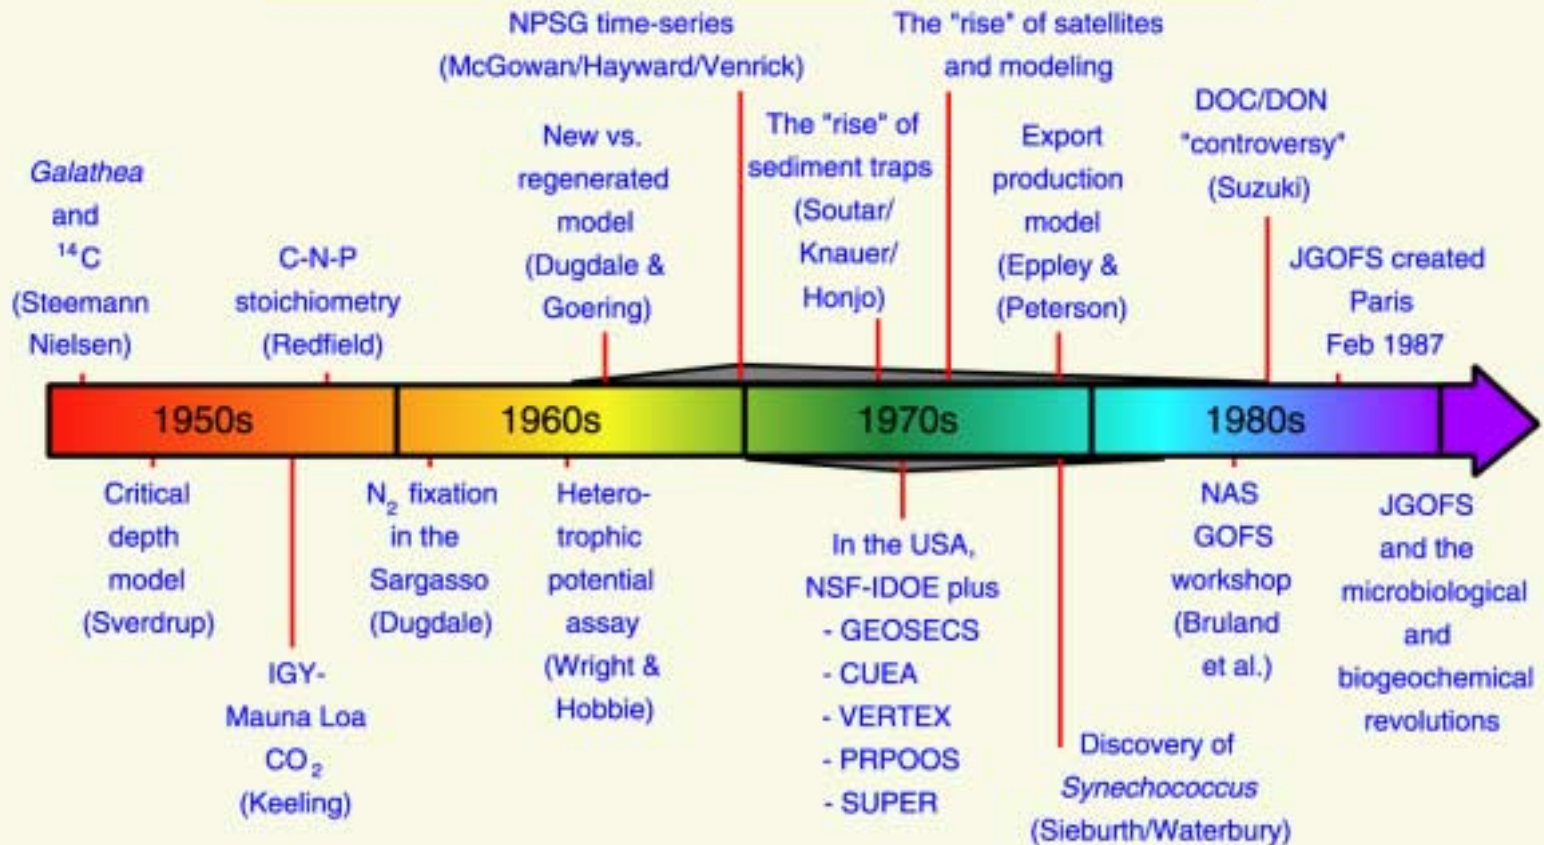 NPSG time-series
(McGowan/Hayward/Venrick)
The "rise" of satellites
and modeling
DOC/DON
"controversy"
(Suzuki)
The "rise" of
sediment traps
(Soutar/
Knauer/
Honjo)
New vs.
regenerated
model
(Dugdale &
Goering)
Export
production
model
(Eppley &
(Peterson)
Galathea
and
14C
(Steemann
Nielsen)
C-N-P
stoichiometry
(Redfield)
JGOFS created
Paris
Feb 1987
1950s
1960s
1970s
1980s
Critical
depth
model
(Sverdrup)
IGY-
Mauna Loa
CO2
(Keeling)
N2 fixation
in the
Sargasso
(Dugdale)
Hetero-
trophic
potential
assay
(Wright &
Hobbie)
In the USA,
NSF-IDOE plus
- GEOSECS
- CUEA
- VERTEX
- PRPOOS
- SUPER
Discovery of
Synechococcus
(Sieburth/Waterbury)
NAS
GOFS
workshop
(Bruland
et al.)
JGOFS
and the
microbiological
and
biogeochemical
revolutions